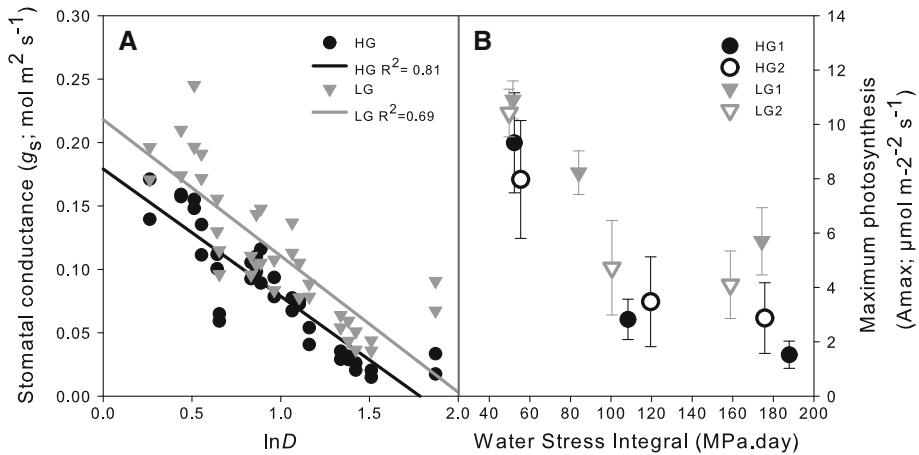 A
HG
HG R²= 0.81
LG
LG R²=0.69
0.30
0.25
0.20
0.15
0.10
0.05
0.00
Stomatal conductance (gs; mol m² s⁻¹)
0.0 0.5 1.0 1.5 2.0
lnD
B
HG1
HG2
LG1
LG2
14
12
10
8
6
4
2
0
Maximum photosynthesis
(Amax; μmol m-2⁻² s⁻¹)
40 60 80 100 120 140 160 180 200
Water Stress Integral (MPa.day)